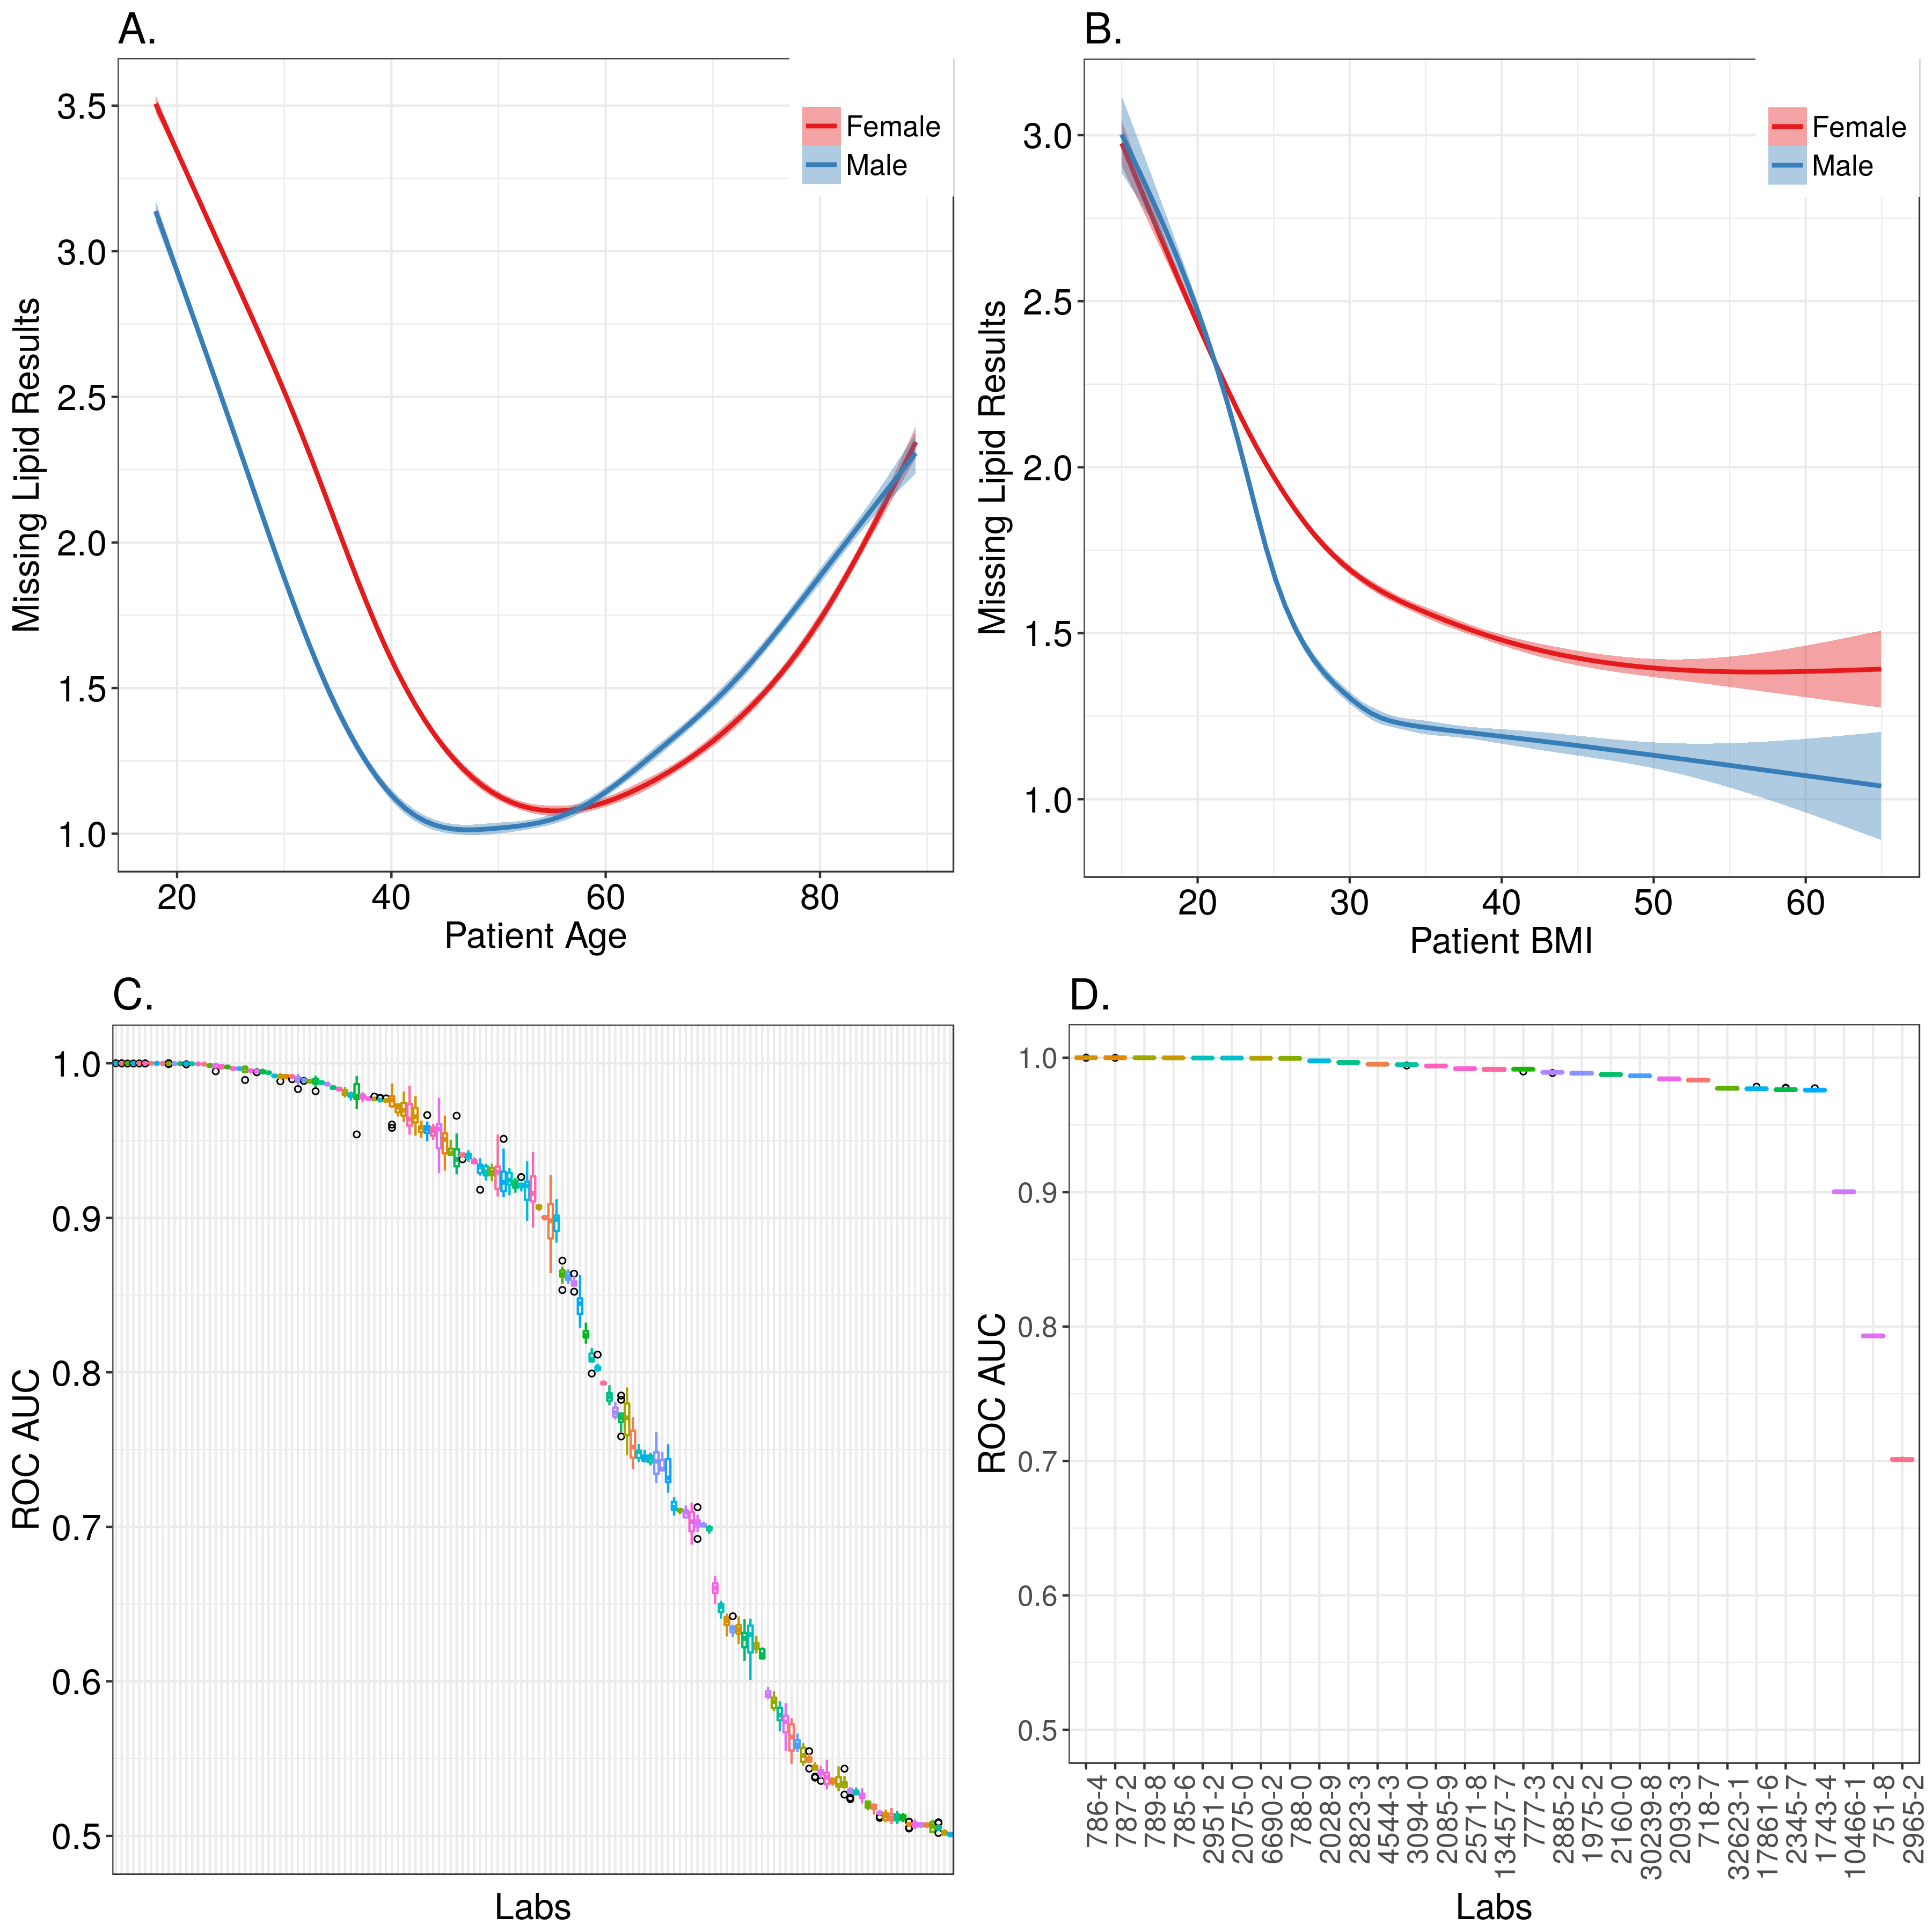 A.
Missing Lipid Results
3.5
3.0
2.5
2.0
1.5
1.0
20 40 60 80
Patient Age
Female
Male
B.
Missing Lipid Results
3.0
2.5
2.0
1.5
1.0
20 30 40 50 60
Patient BMI
Female
Male
C.
ROC AUC
1.0
0.9
0.8
0.7
0.6
0.5
Labs
D.
ROC AUC
1.0
0.9
0.8
0.7
0.6
0.5
786-4
787-2
789-8
785-6
2951-2
2075-0
6690-2
788-0
2028-9
2823-3
4544-3
3094-0
2085-9
2571-8
13457-7
777-3
2885-2
1975-2
2160-0
302399-8
2093-3
718-7
32623-1
17861-6
2345-7
1743-4
10466-1
751-8
29965-2
Labs